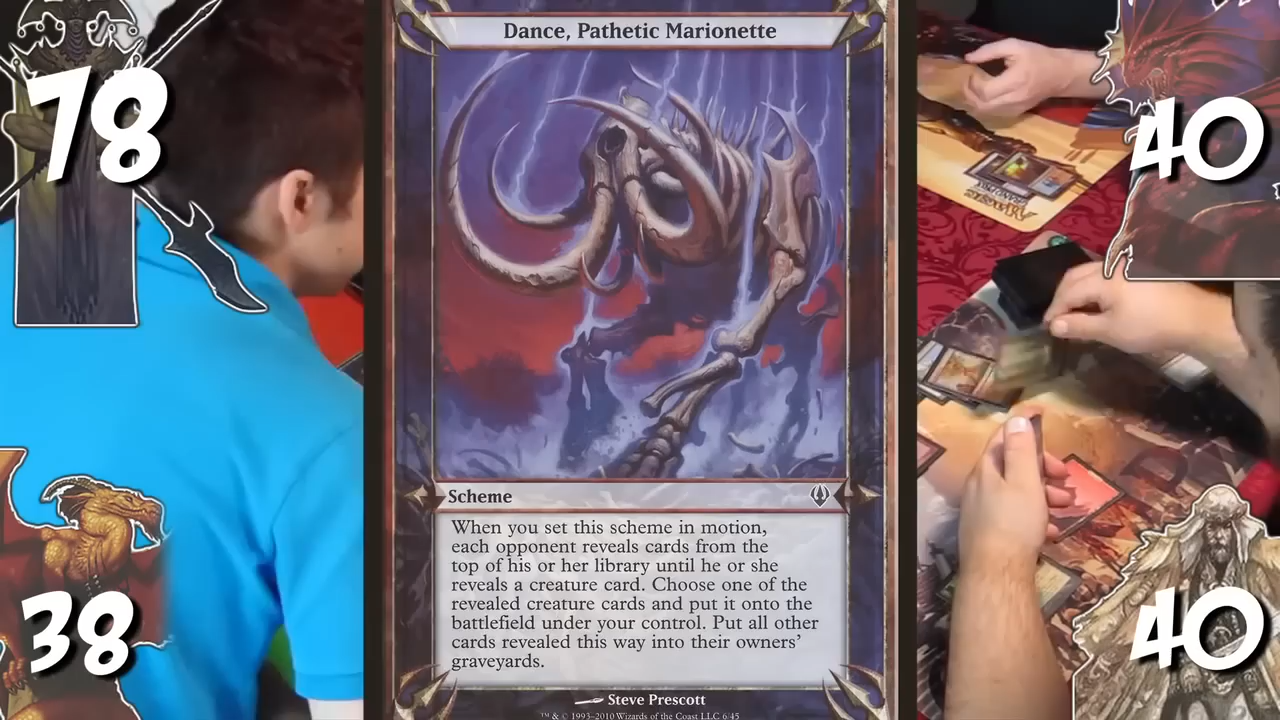 78
Dance, Pathetic Marionette
40
Scheme
When you set this scheme in motion,
each opponent reveals cards from the
top of his or her library until he or she
reveals a creature card. Choose one of the
revealed creature cards and put it onto the
battlefield under your control. Put all other
cards revealed this way into their owners'
graveyards.
38
40
Steve Prescott
™ & © 1993–2010 Wizards of the Coast LLC 6/45